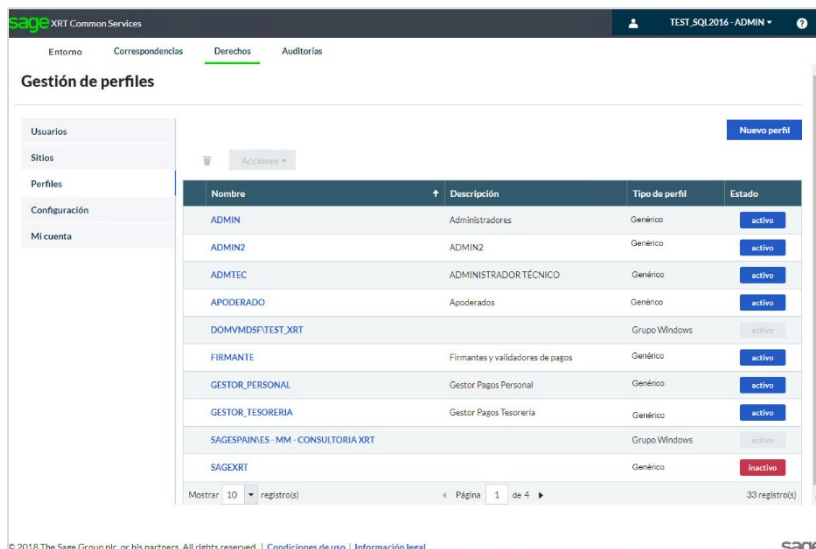 sage XRT Common Services TEST_SQL2016 - ADMIN ?
Entorno Correspondencias Derechos Auditorías
Gestión de perfiles
Usuarios
Sitios
Perfiles
Configuración
Mi cuenta
Nuevo perfil
Acciones
Nombre Descripción Tipo de perfil Estado
ADMIN Administradores Genérico activo
ADMIN2 ADMIN2 Genérico activo
ADMTEC ADMINISTRADOR TÉCNICO Genérico activo
APODERADO Apoderados Genérico activo
DOMVMDSF\TEST_XRT Grupo Windows activo
FIRMANTE Firmantes y validadores de pagos Genérico activo
GESTOR_PERSONAL Gestor Pagos Personal Genérico activo
GESTOR_TESORERIA Gestor Pagos Tesorería Genérico activo
SAGESPAIN\ES - MM - CONSULTORIA XRT Grupo Windows activo
SAGEXRT Genérico inactivo
Mostrar 10 registro(s) Página 1 de 4 33 registro(s)
© 2018 The Sage Group plc, or his partners. All rights reserved. | Condiciones de uso | Información legal sage